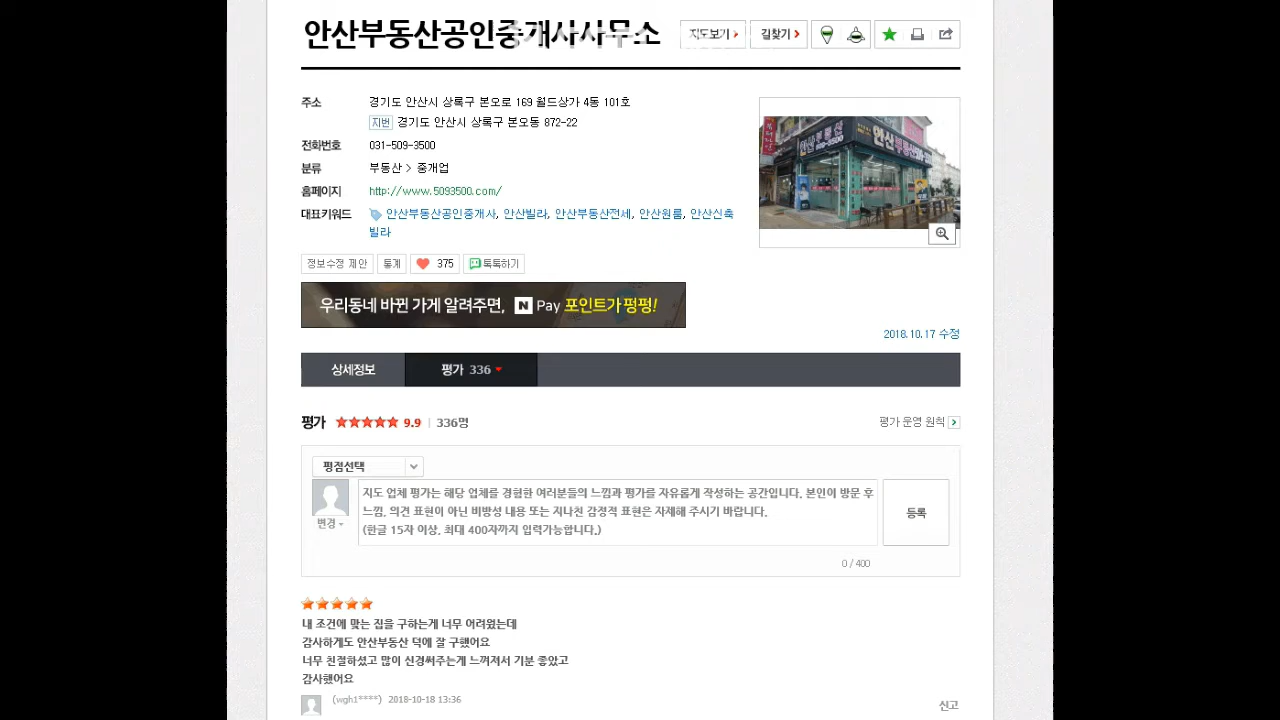 안산부동산공인중개사사무소
지도보기
길찾기
주소 경기도 안산시 상록구 본오로 169 월드상가 4동 101호
지번 경기도 안산시 상록구 본오동 872-22
전화번호 031-509-3500
분류 부동산 > 중개업
홈페이지 http://www.5093500.com/
대표키워드 안산부동산공인중개사, 안산빌라, 안산부동산전세, 안산원룸, 안산신축
빌라
안산부동산
정보수정 제안 통계 375 톡톡하기
우리동네 바뀐 가게 알려주면, N Pay 포인트가 펑펑!
2018.10.17 수정
상세정보 평가 336
평가 9.9 336명
평가 운영 원칙
평점선택
지도 업체 평가는 해당 업체를 경험한 여러분들의 느낌과 평가를 자유롭게 작성하는 공간입니다. 본인이 방문 후
느낌, 의견 표현이 아닌 비방성 내용 또는 지나친 감정적 표현은 자제해 주시기 바랍니다.
(한글 15자 이상, 최대 400자까지 입력가능합니다.)
변경
등록
0 / 400
내 조건에 맞는 집을 구하는게 너무 어려웠는데
감사하게도 안산부동산 덕에 잘 구했어요
너무 친절하셨고 많이 신경써주는게 느껴져서 기분 좋았고
감사했어요
(wgh1****) 2018-10-18 13:36
신고